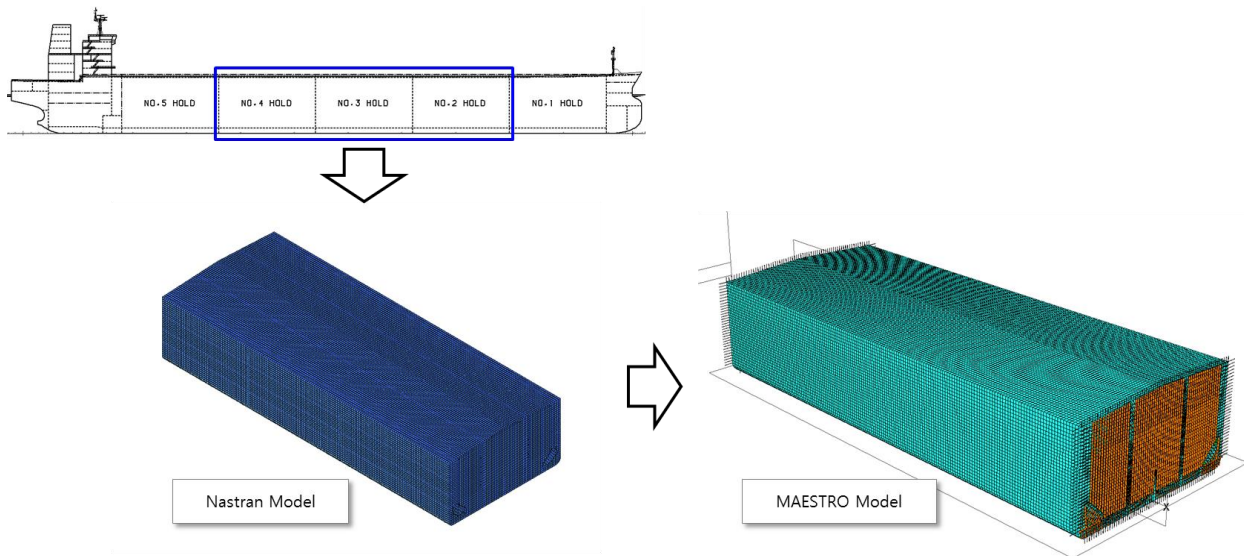 NO.5 HOLD
NO.4 HOLD
NO.3 HOLD
NO.2 HOLD
NO.1 HOLD
Nastran Model
MAESTRO Model
X